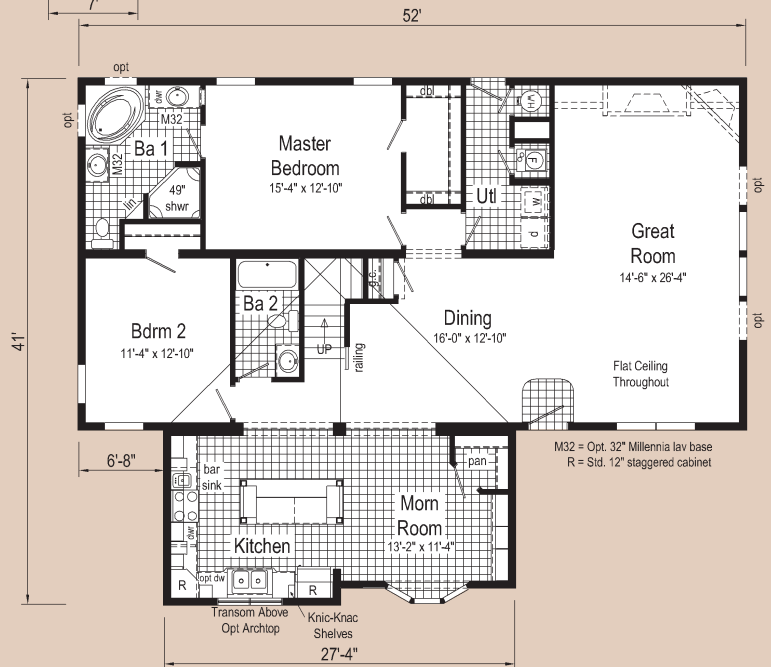 7'
52'
opt
opt
dwr
M32
Ba 1
M32
49"
shwr
lin
Master
Bedroom
15'-4" x 12'-10"
dbl
dbl
WH
F
Utl
w
d
Great
Room
14'-6" x 26'-4"
opt
opt
41'
Bdrm 2
11'-4" x 12'-10"
Ba 2
g.c.
UP
railing
Dining
16'-0" x 12'-10"
Flat Ceiling
Throughout
M32 = Opt. 32" Millennia lav base
R = Std. 12" staggered cabinet
6'-8"
bar
sink
pan
Morn
Room
13'-2" x 11'-4"
dwr
Kitchen
R
opt dw
R
Transom Above
Opt Archtop
Knic-Knac
Shelves
27'-4"